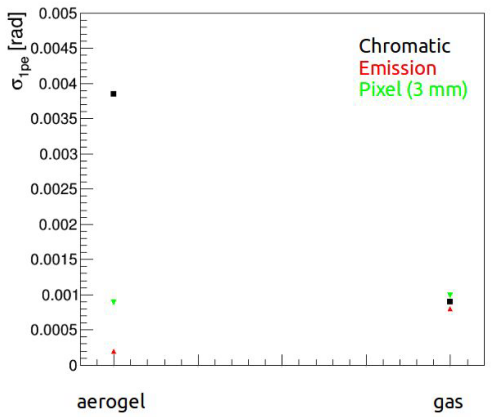 σ1pe [rad]
0.005
0.0045
0.004
0.0035
0.003
0.0025
0.002
0.0015
0.001
0.0005
0
Chromatic
Emission
Pixel (3 mm)
aerogel gas